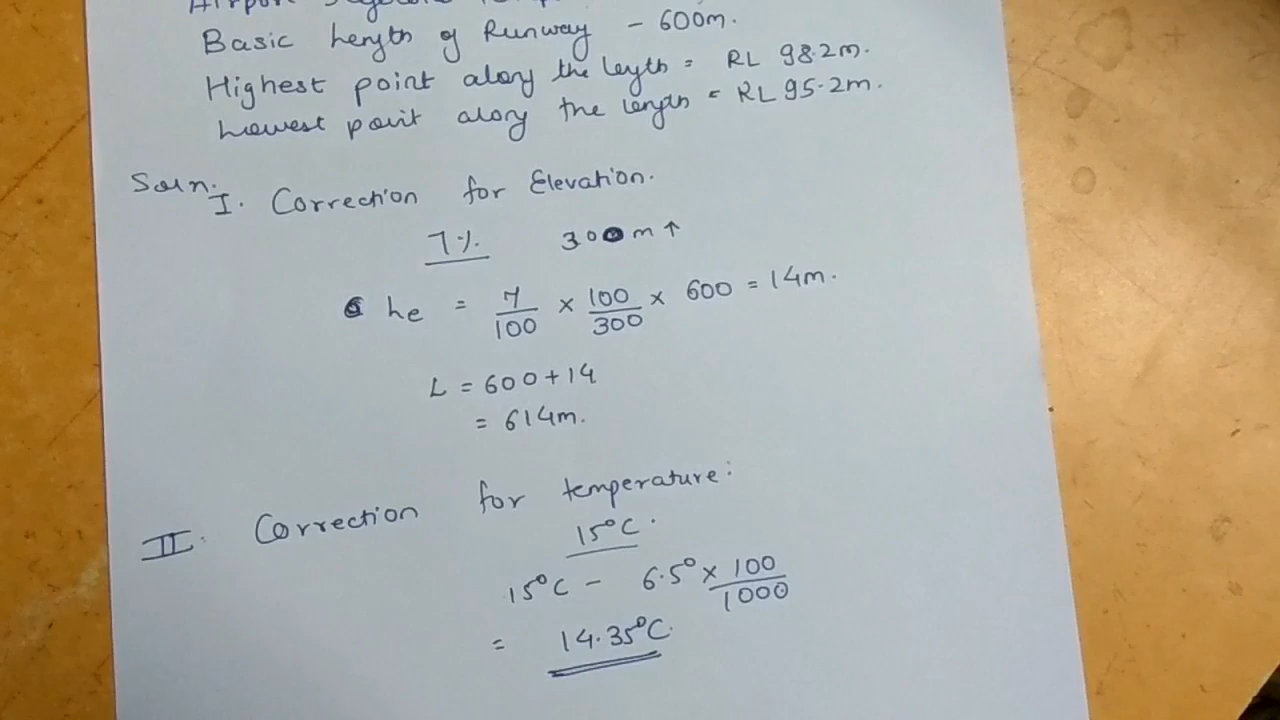 Basic Length of Runway - 600m.
Highest point along the length = RL 98.2m.
Lowest point along the length = RL 95.2m.
Soln.
I. Correction for Elevation.
7% 300m ↑
he = 7/100 × 100/300 × 600 = 14m.
L = 600 + 14
= 614m.
II. Correction for temperature:
15°C.
15°C - 6.5° × 100/1000
= 14.35°C.